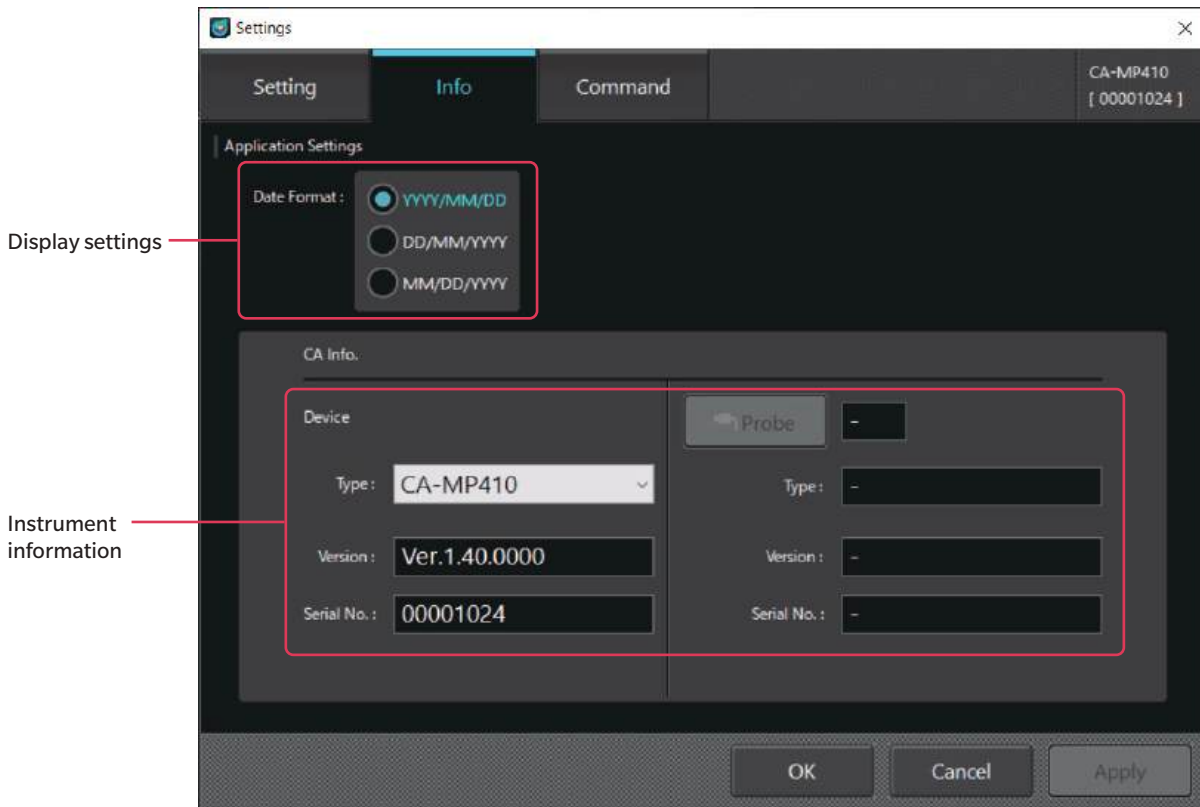 Settings
Setting
Info
Command
CA-MP410
[ 00001024 ]
Application Settings
Date Format :
YYYY/MM/DD
DD/MM/YYYY
MM/DD/YYYY
Display settings
CA Info.
Device
Probe
-
Type :
CA-MP410
Type :
-
Instrument
information
Version :
Ver.1.40.0000
Version :
-
Serial No. :
00001024
Serial No. :
-
OK
Cancel
Apply